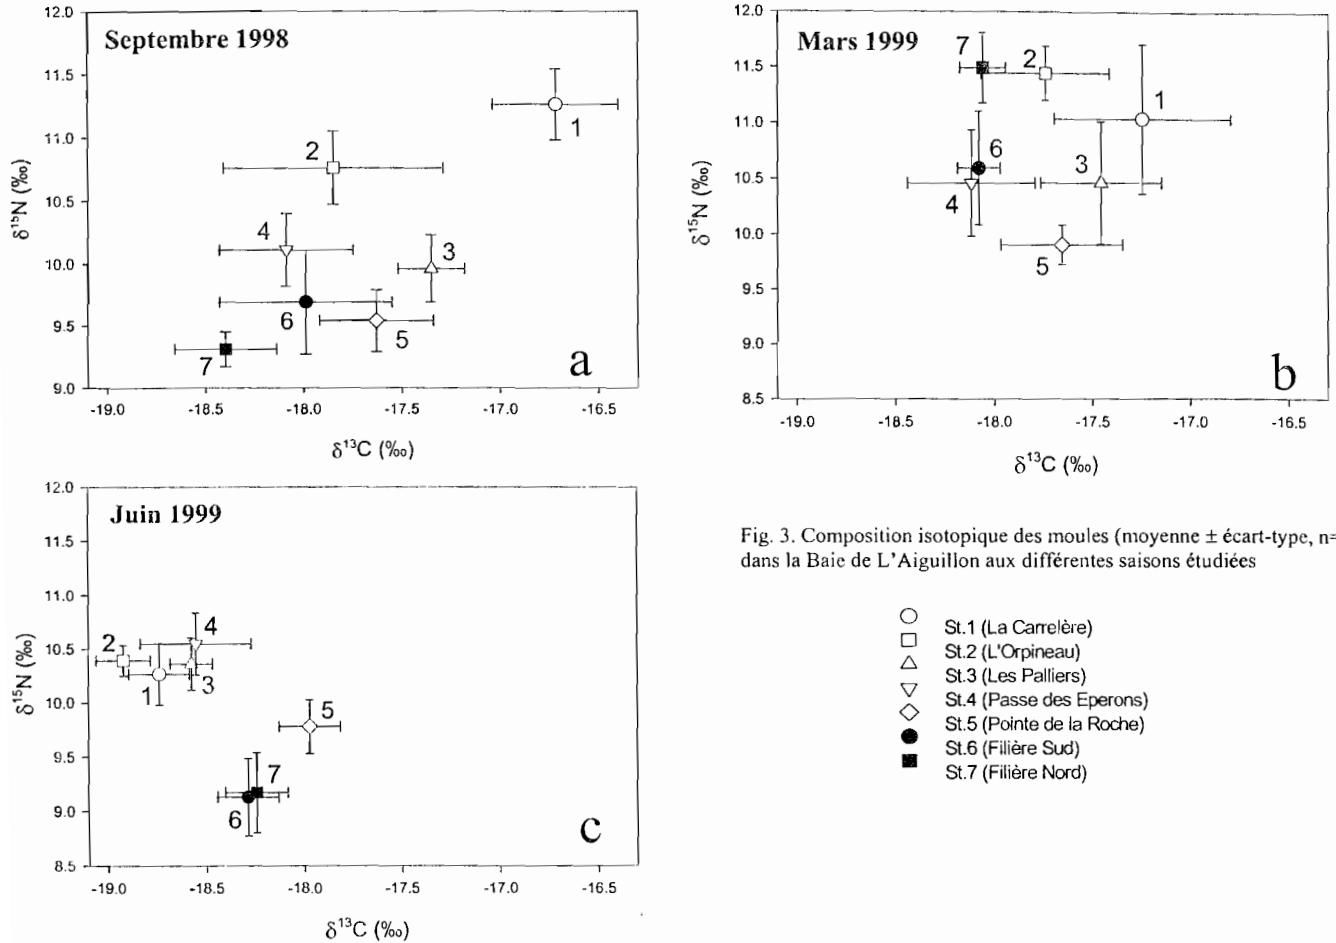 Septembre 1998
12.0
11.5
11.0
10.5
10.0
9.5
9.0
δ¹⁵N (‰)
1
2
3
4
5
6
7
a
-19.0 -18.5 -18.0 -17.5 -17.0 -16.5
δ¹³C (‰)
Mars 1999
12.0
11.5
11.0
10.5
10.0
9.5
9.0
8.5
δ¹⁵N (‰)
7
2
1
6
3
4
5
b
-19.0 -18.5 -18.0 -17.5 -17.0 -16.5
δ¹³C (‰)
Juin 1999
12.0
11.5
11.0
10.5
10.0
9.5
9.0
8.5
δ¹⁵N (‰)
4
2
1
3
5
7
6
c
-19.0 -18.5 -18.0 -17.5 -17.0 -16.5
δ¹³C (‰)
Fig. 3. Composition isotopique des moules (moyenne ± écart-type, n=
dans la Baie de L'Aiguillon aux différentes saisons étudiées
St.1 (La Carrelère)
St.2 (L'Orpineau)
St.3 (Les Palliers)
St.4 (Passe des Eperons)
St.5 (Pointe de la Roche)
St.6 (Filière Sud)
St.7 (Filière Nord)